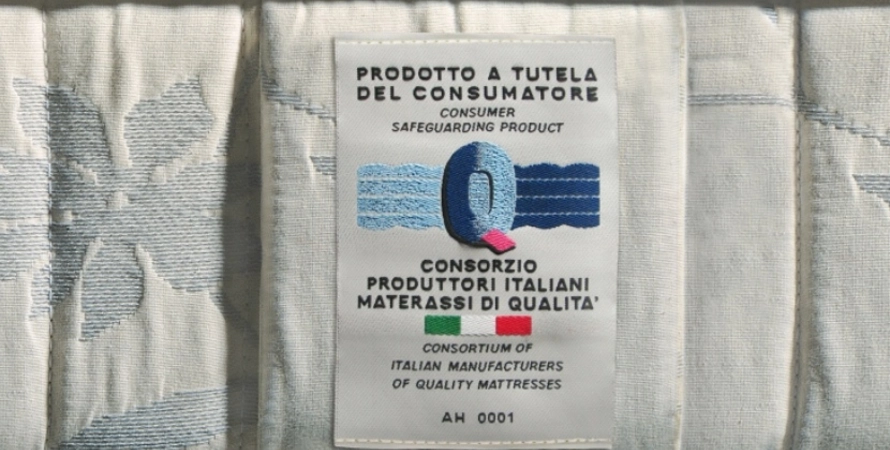 PRODOTTO A TUTELA
DEL CONSUMATORE
CONSUMER
SAFEGUARDING PRODUCT
Q
CONSORZIO
PRODUTTORI ITALIANI
MATERASSI DI QUALITA'
CONSORTIUM OF
ITALIAN MANUFACTURERS
OF QUALITY MATTRESSES
AH 0001